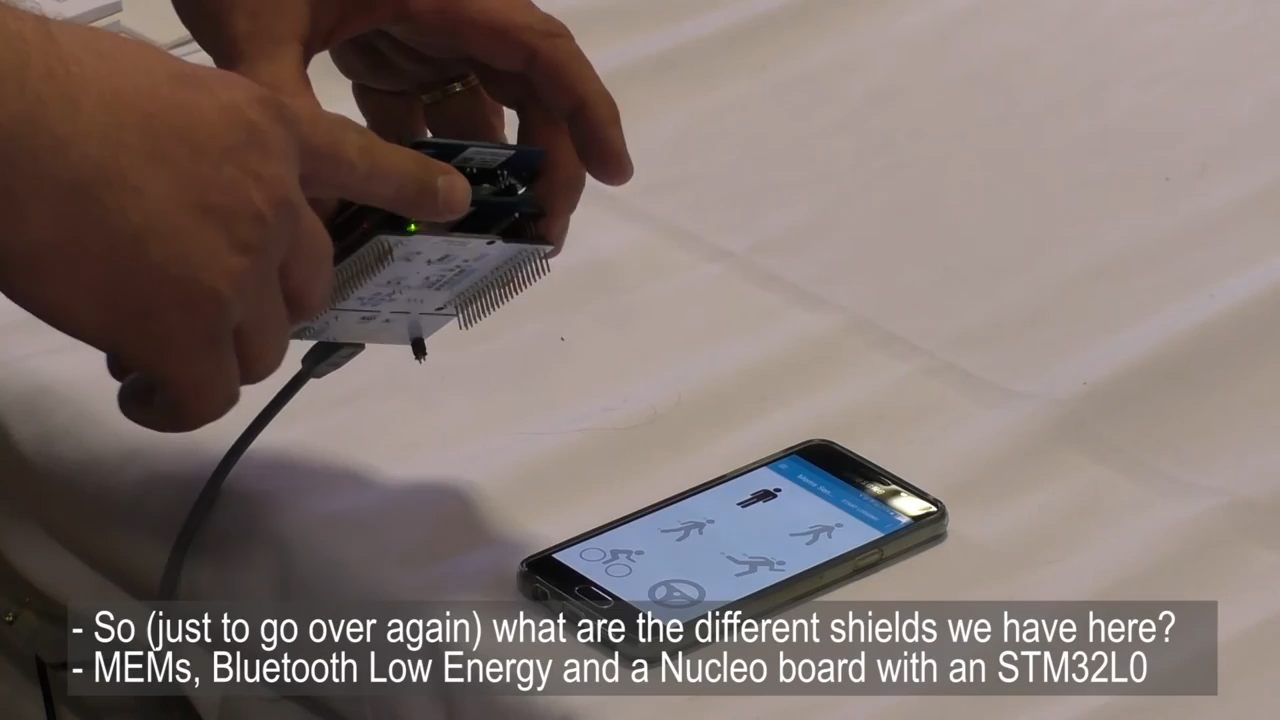 - So (just to go over again) what are the different shields we have here?
- MEMs, Bluetooth Low Energy and a Nucleo board with an STM32L0